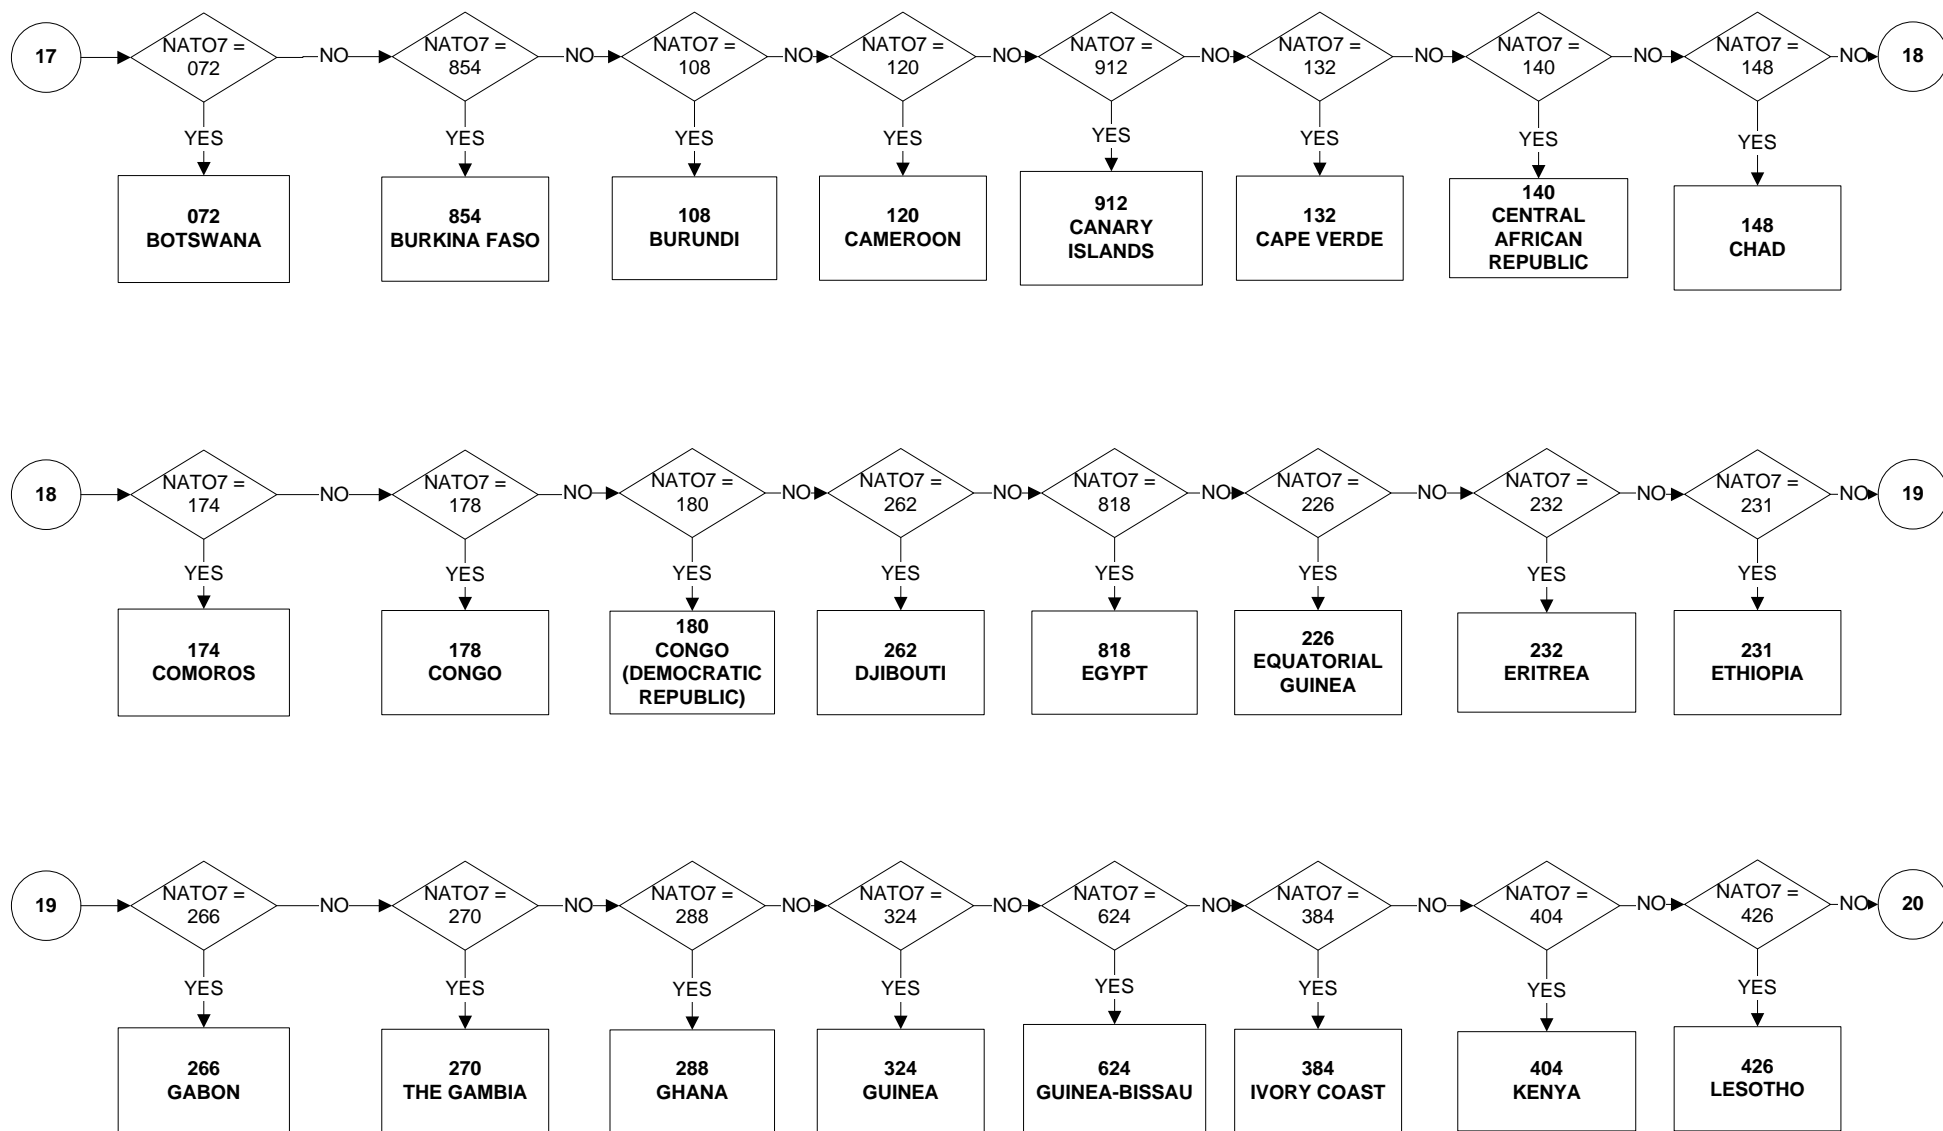 17
NATO7 =
072
NO
NATO7 =
854
NO
NATO7 =
108
NO
NATO7 =
120
NO
NATO7 =
912
NO
NATO7 =
132
NO
NATO7 =
140
NO
NATO7 =
148
NO
18
YES
YES
YES
YES
YES
YES
YES
YES
072
BOTSWANA
854
BURKINA FASO
108
BURUNDI
120
CAMEROON
912
CANARY
ISLANDS
132
CAPE VERDE
140
CENTRAL
AFRICAN
REPUBLIC
148
CHAD
18
NATO7 =
174
NO
NATO7 =
178
NO
NATO7 =
180
NO
NATO7 =
262
NO
NATO7 =
818
NO
NATO7 =
226
NO
NATO7 =
232
NO
NATO7 =
231
NO
19
YES
YES
YES
YES
YES
YES
YES
YES
174
COMOROS
178
CONGO
180
CONGO
(DEMOCRATIC
REPUBLIC)
262
DJIBOUTI
818
EGYPT
226
EQUATORIAL
GUINEA
232
ERITREA
231
ETHIOPIA
19
NATO7 =
266
NO
NATO7 =
270
NO
NATO7 =
288
NO
NATO7 =
324
NO
NATO7 =
624
NO
NATO7 =
384
NO
NATO7 =
404
NO
NATO7 =
426
NO
20
YES
YES
YES
YES
YES
YES
YES
YES
266
GABON
270
THE GAMBIA
288
GHANA
324
GUINEA
624
GUINEA-BISSAU
384
IVORY COAST
404
KENYA
426
LESOTHO